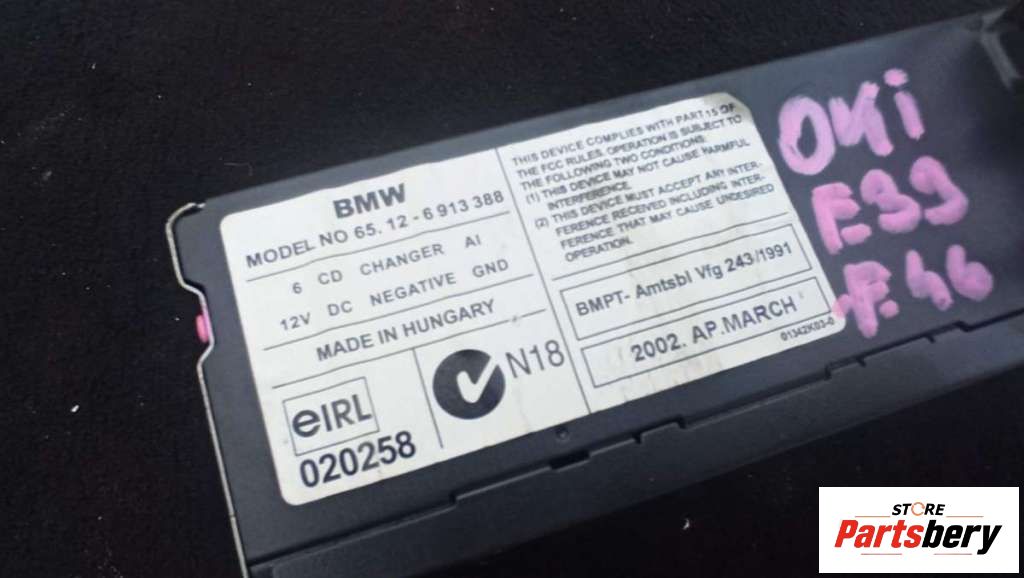 BMW
MODEL NO 65. 12 - 6 913 388
6 CD CHANGER AI
12V DC NEGATIVE GND
MADE IN HUNGARY
eIRL
020258
N18
THIS DEVICE COMPLIES WITH PART 15 OF
THE FCC RULES. OPERATION IS SUBJECT TO
THE FOLLOWING TWO CONDITIONS:
(1) THIS DEVICE MAY NOT CAUSE HARMFUL
INTERFERENCE.
(2) THIS DEVICE MUST ACCEPT ANY INTER-
FERENCE RECEIVED INCLUDING INTER-
FERENCE THAT MAY CAUSE UNDESIRED
OPERATION.
BMPT- Amtsbl Vfg 243/1991
2002. AP.MARCH
01342K03-0
OKi
E39
E46
STORE
Partsbery